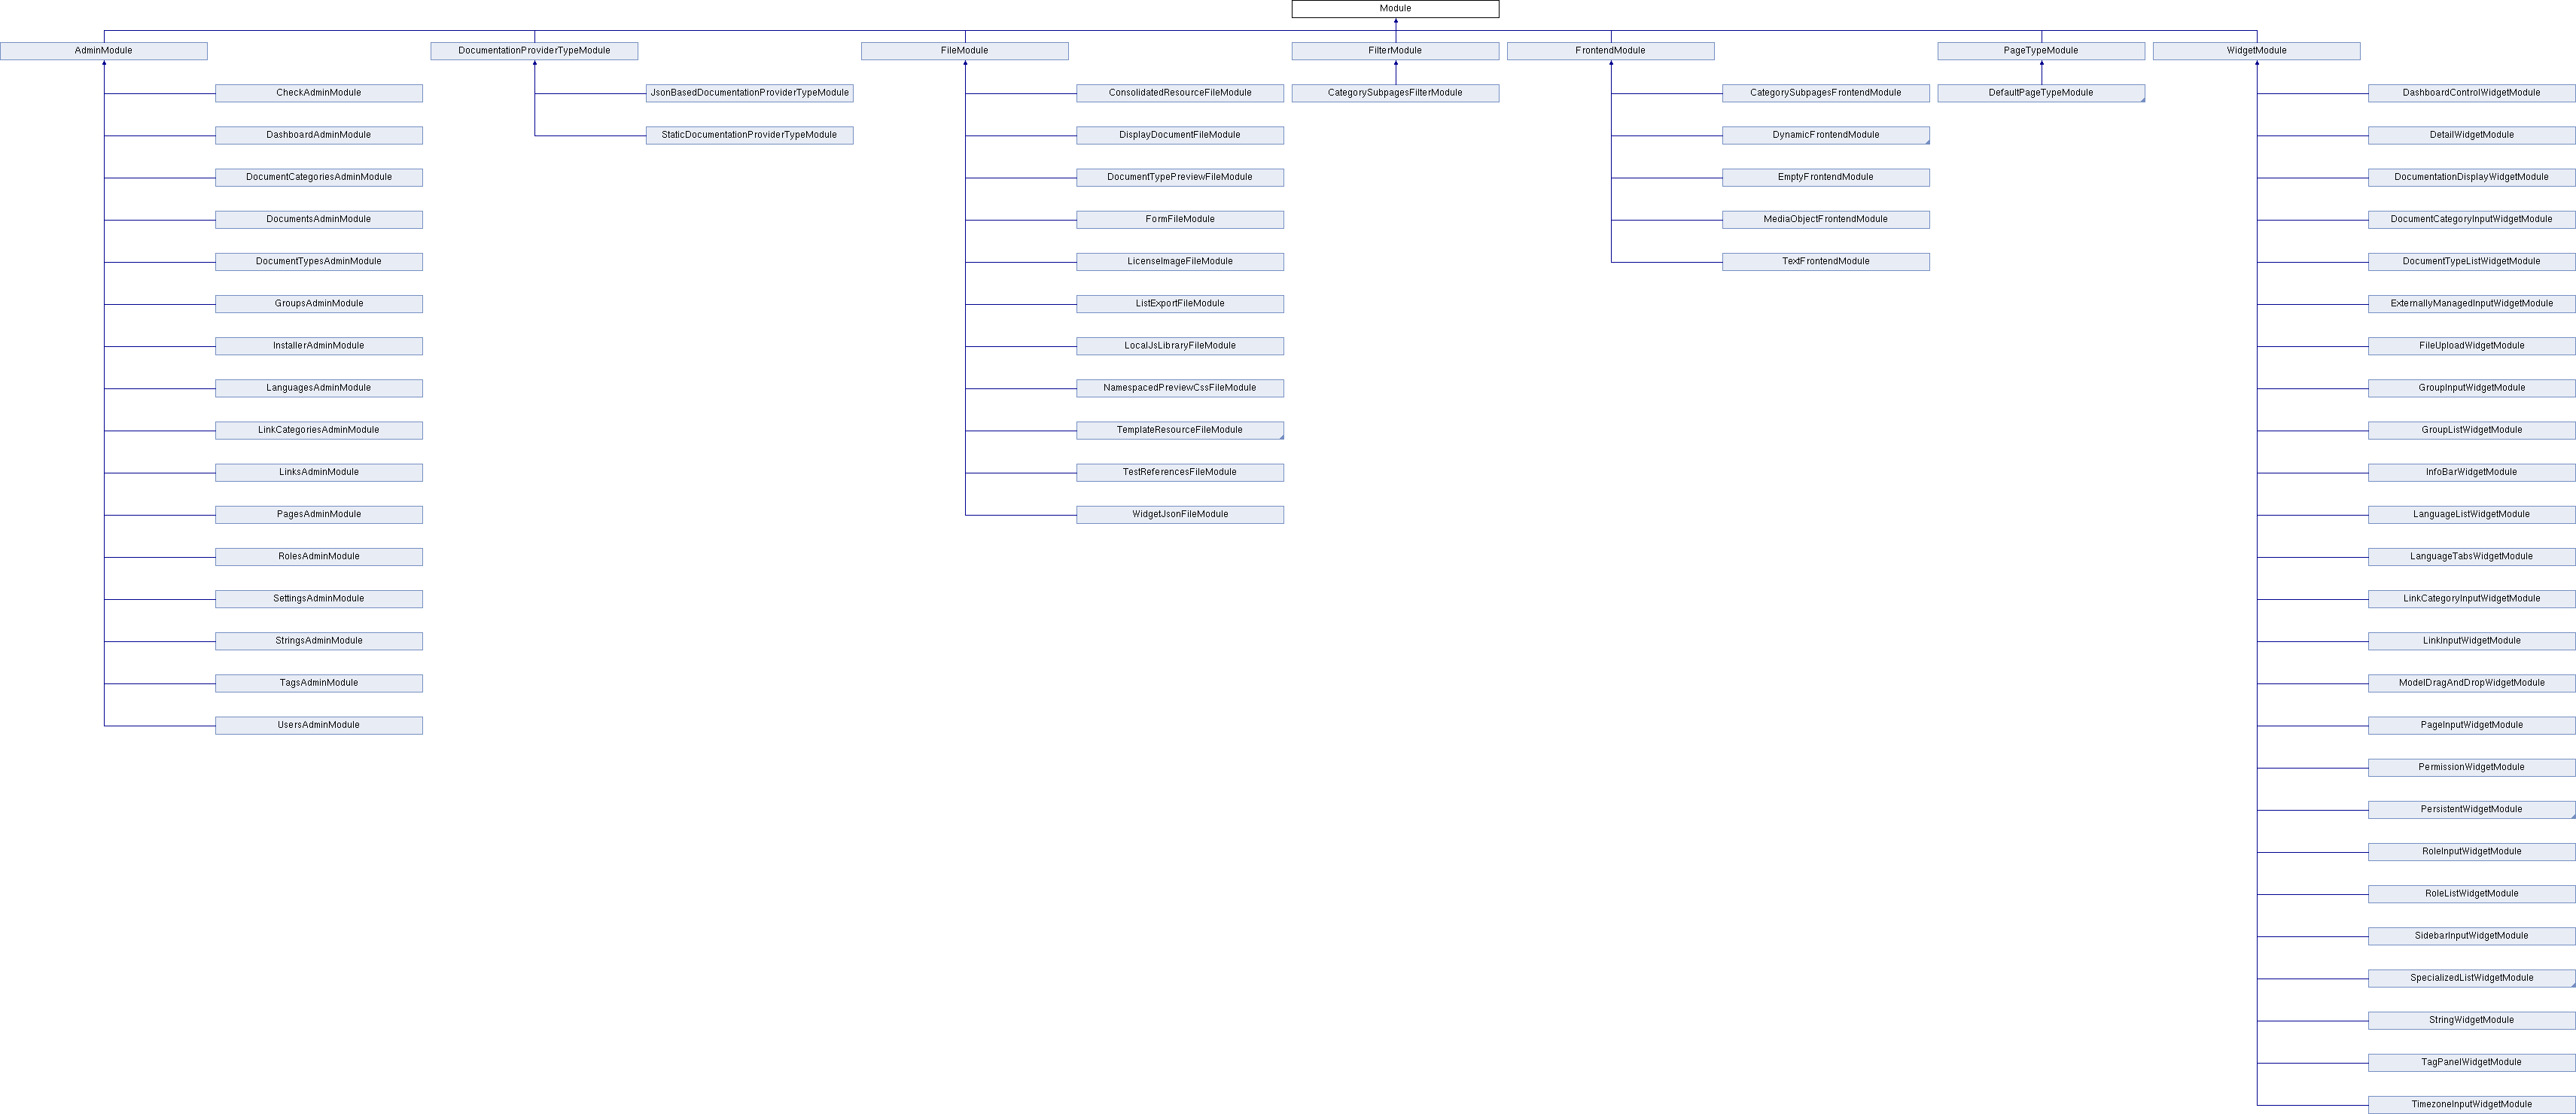 Module
AdminModule
DocumentationProviderTypeModule
FileModule
FilterModule
FrontendModule
PageTypeModule
WidgetModule
CheckAdminModule
JsonBasedDocumentationProviderTypeModule
ConsolidatedResourceFileModule
CategorySubpagesFilterModule
CategorySubpagesFrontendModule
DefaultPageTypeModule
DashboardControlWidgetModule
DashboardAdminModule
StaticDocumentationProviderTypeModule
DisplayDocumentFileModule
DynamicFrontendModule
DetailWidgetModule
DocumentCategoriesAdminModule
DocumentTypePreviewFileModule
EmptyFrontendModule
DocumentationDisplayWidgetModule
DocumentsAdminModule
FormFileModule
MediaObjectFrontendModule
DocumentCategoryInputWidgetModule
DocumentTypesAdminModule
LicenseImageFileModule
TextFrontendModule
DocumentTypeListWidgetModule
GroupsAdminModule
ListExportFileModule
ExternallyManagedInputWidgetModule
InstallerAdminModule
LocalJsLibraryFileModule
FileUploadWidgetModule
LanguagesAdminModule
NamespacedPreviewCssFileModule
GroupInputWidgetModule
LinkCategoriesAdminModule
TemplateResourceFileModule
GroupListWidgetModule
LinksAdminModule
TestReferencesFileModule
InfoBarWidgetModule
PagesAdminModule
WidgetJsonFileModule
LanguageListWidgetModule
RolesAdminModule
LanguageTabsWidgetModule
SettingsAdminModule
LinkCategoryInputWidgetModule
StringsAdminModule
LinkInputWidgetModule
TagsAdminModule
ModelDragAndDropWidgetModule
UsersAdminModule
PageInputWidgetModule
PermissionWidgetModule
PersistentWidgetModule
RoleInputWidgetModule
RoleListWidgetModule
SidebarInputWidgetModule
SpecializedListWidgetModule
StringWidgetModule
TagPanelWidgetModule
TimezoneInputWidgetModule